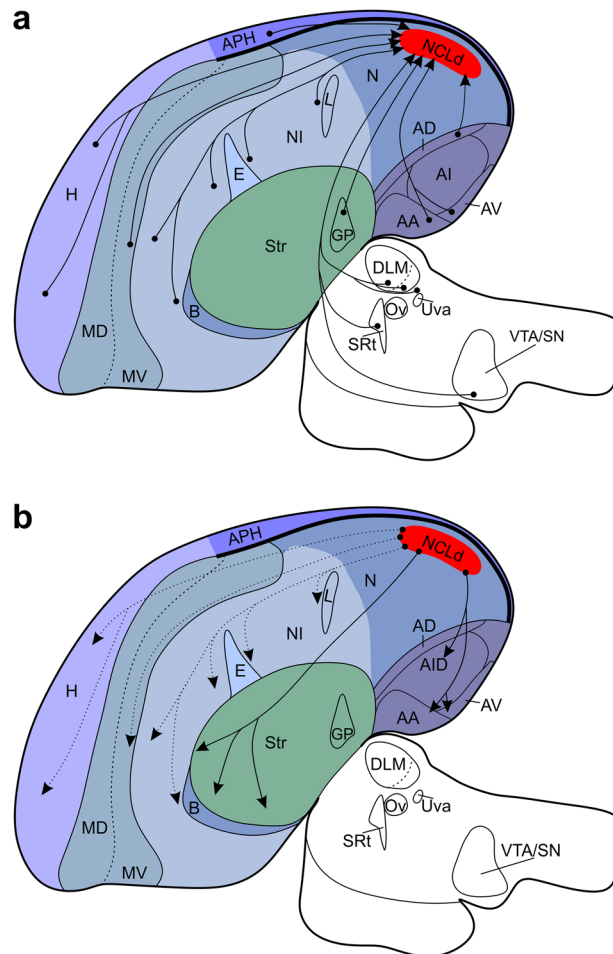 a
APH
NCLd
N
L
AD
NI
E
AI
H
AV
AA
GP
Str
DLM
B
Ov
Uva
SRt
VTA/SN
MD
MV
b
APH
NCLd
N
L
AD
NI
AID
E
H
AV
AA
Str
GP
DLM
B
Ov
Uva
SRt
MD
VTA/SN
MV